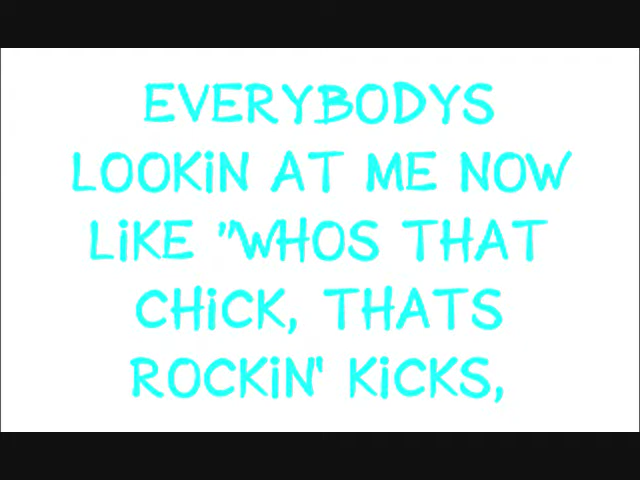 EVERYBODYS
LOOKiN AT ME NOW
LiKE "WHOS THAT
CHiCK, THATS
ROCKiN' KiCKS,